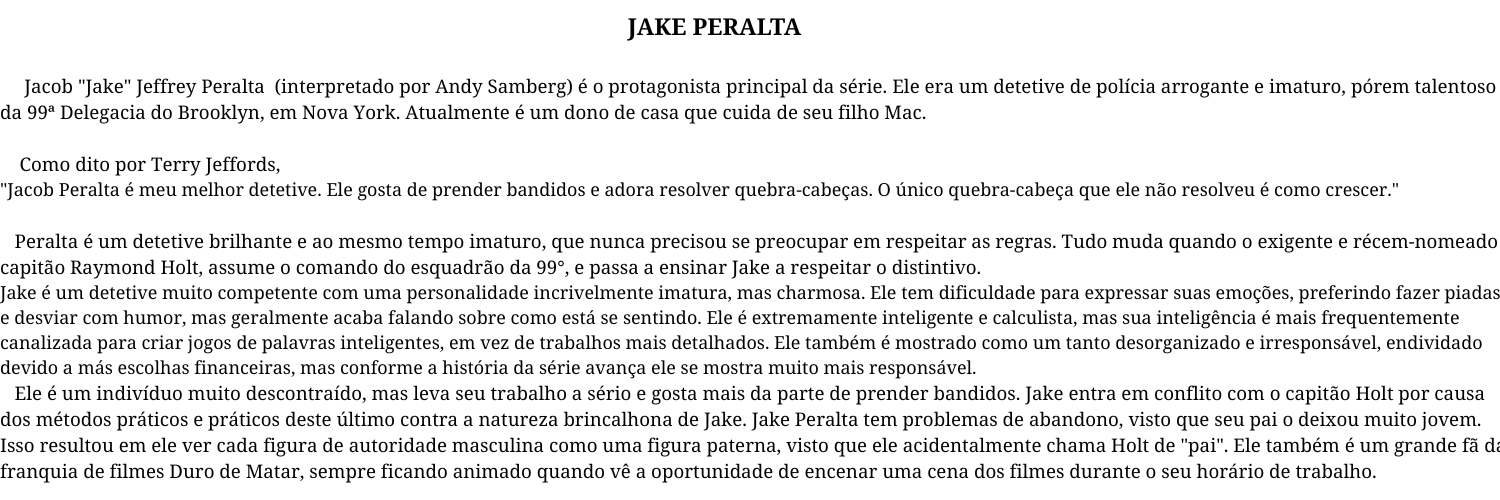 JAKE PERALTA
Jacob "Jake" Jeffrey Peralta  (interpretado por Andy Samberg) é o protagonista principal da série. Ele era um detetive de polícia arrogante e imaturo, pórem talentoso
da 99ª Delegacia do Brooklyn, em Nova York. Atualmente é um dono de casa que cuida de seu filho Mac.
Como dito por Terry Jeffords,
"Jacob Peralta é meu melhor detetive. Ele gosta de prender bandidos e adora resolver quebra-cabeças. O único quebra-cabeça que ele não resolveu é como crescer."
Peralta é um detetive brilhante e ao mesmo tempo imaturo, que nunca precisou se preocupar em respeitar as regras. Tudo muda quando o exigente e récem-nomeado
capitão Raymond Holt, assume o comando do esquadrão da 99°, e passa a ensinar Jake a respeitar o distintivo.
Jake é um detetive muito competente com uma personalidade incrivelmente imatura, mas charmosa. Ele tem dificuldade para expressar suas emoções, preferindo fazer piadas
e desviar com humor, mas geralmente acaba falando sobre como está se sentindo. Ele é extremamente inteligente e calculista, mas sua inteligência é mais frequentemente
canalizada para criar jogos de palavras inteligentes, em vez de trabalhos mais detalhados. Ele também é mostrado como um tanto desorganizado e irresponsável, endividado
devido a más escolhas financeiras, mas conforme a história da série avança ele se mostra muito mais responsável.
Ele é um indivíduo muito descontraído, mas leva seu trabalho a sério e gosta mais da parte de prender bandidos. Jake entra em conflito com o capitão Holt por causa
dos métodos práticos e práticos deste último contra a natureza brincalhona de Jake. Jake Peralta tem problemas de abandono, visto que seu pai o deixou muito jovem.
Isso resultou em ele ver cada figura de autoridade masculina como uma figura paterna, visto que ele acidentalmente chama Holt de "pai". Ele também é um grande fã da
franquia de filmes Duro de Matar, sempre ficando animado quando vê a oportunidade de encenar uma cena dos filmes durante o seu horário de trabalho.